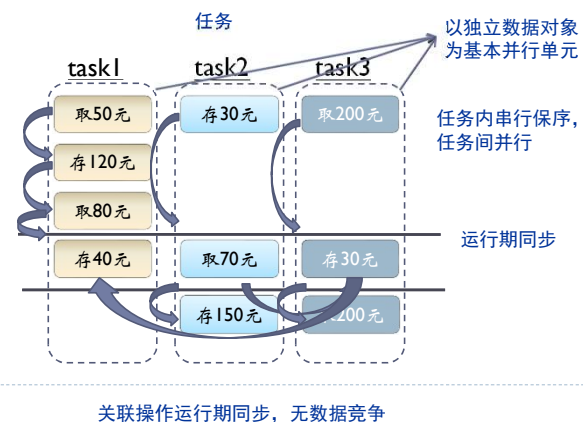 任务
以独立数据对象
为基本并行单元
task1
task2
task3
取50元
存30元
取200元
任务内串行保序，
任务间并行
存120元
取80元
运行期同步
存40元
取70元
存30元
存150元
200元
关联操作运行期同步，无数据竞争